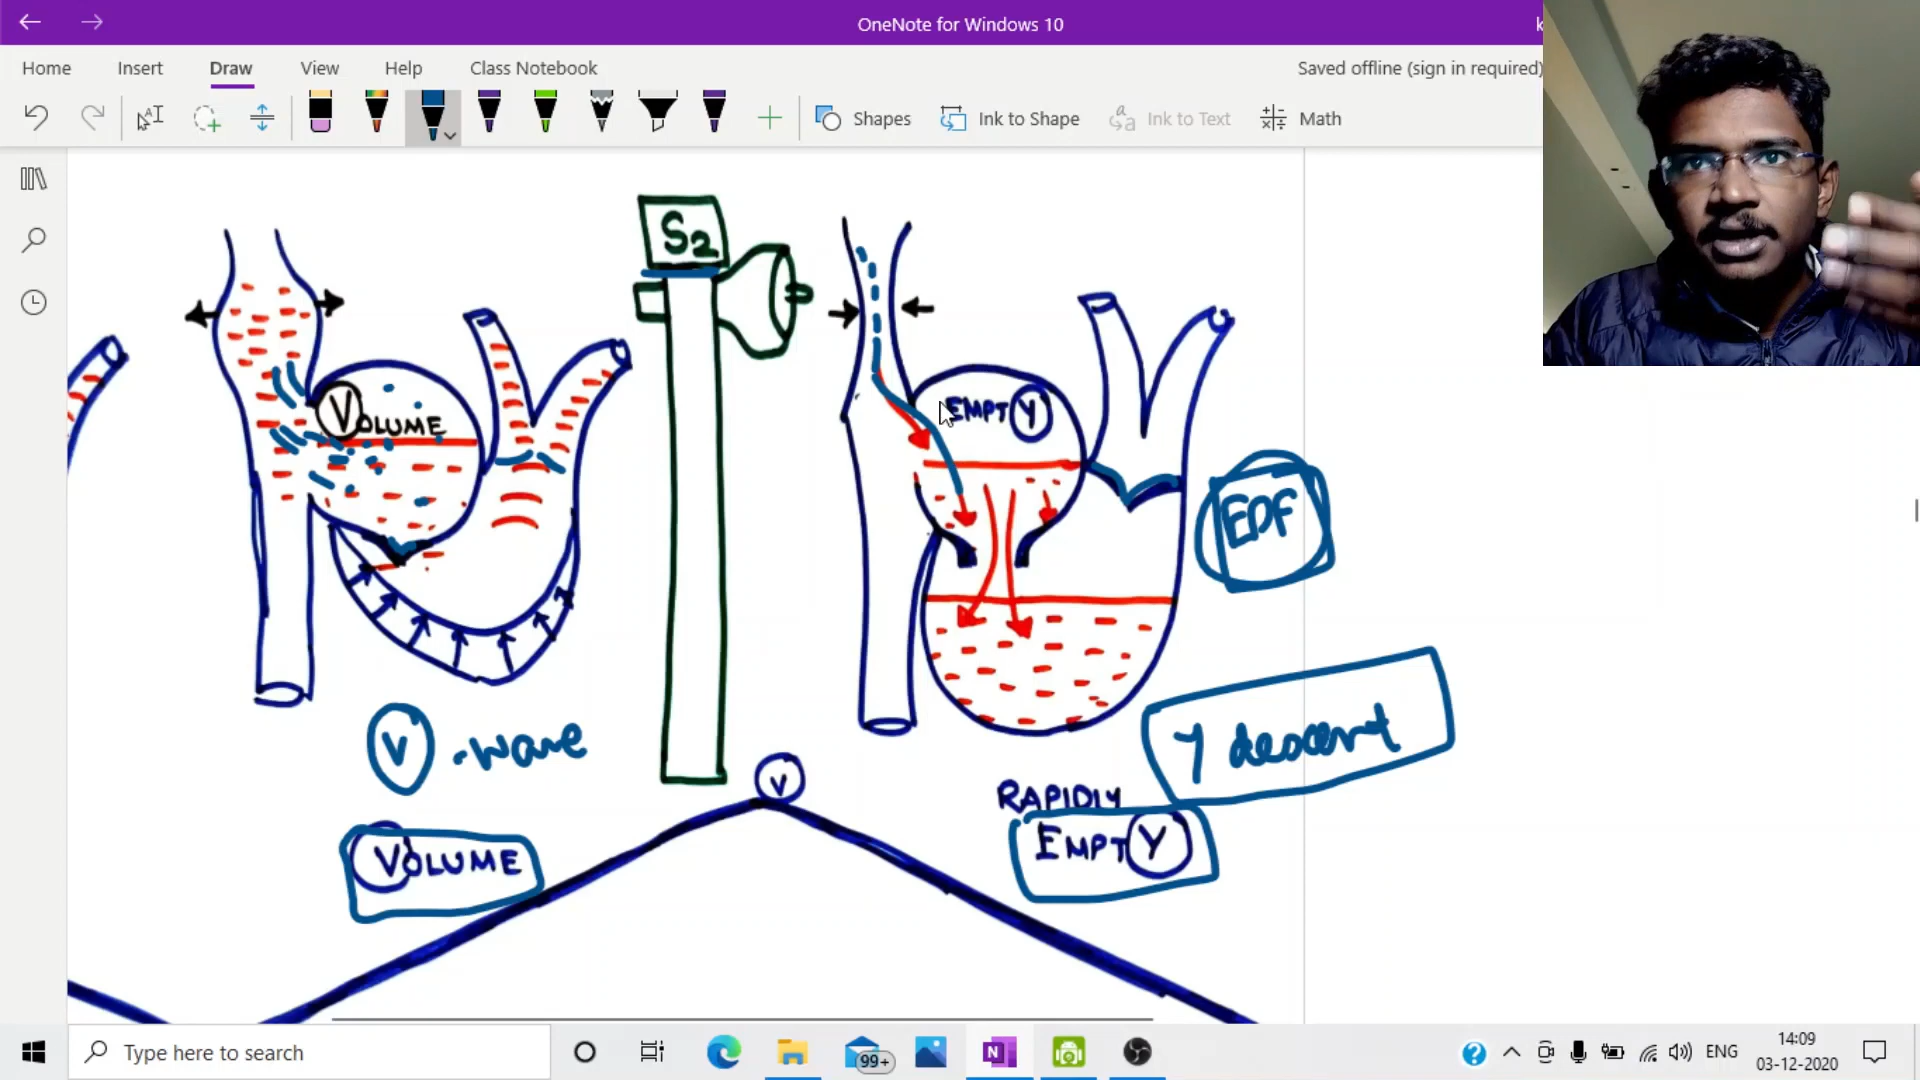 OneNote for Windows 10
k
Home Insert Draw View Help Class Notebook
Saved offline (sign in required)
Shapes Ink to Shape Ink to Text Math
S2
VOLUME
EMPTY
EDF
V - wave
Y descent
V
RAPIDLY
VOLUME
EMPTY
Type here to search
99+
N
ENG
14:09
03-12-2020